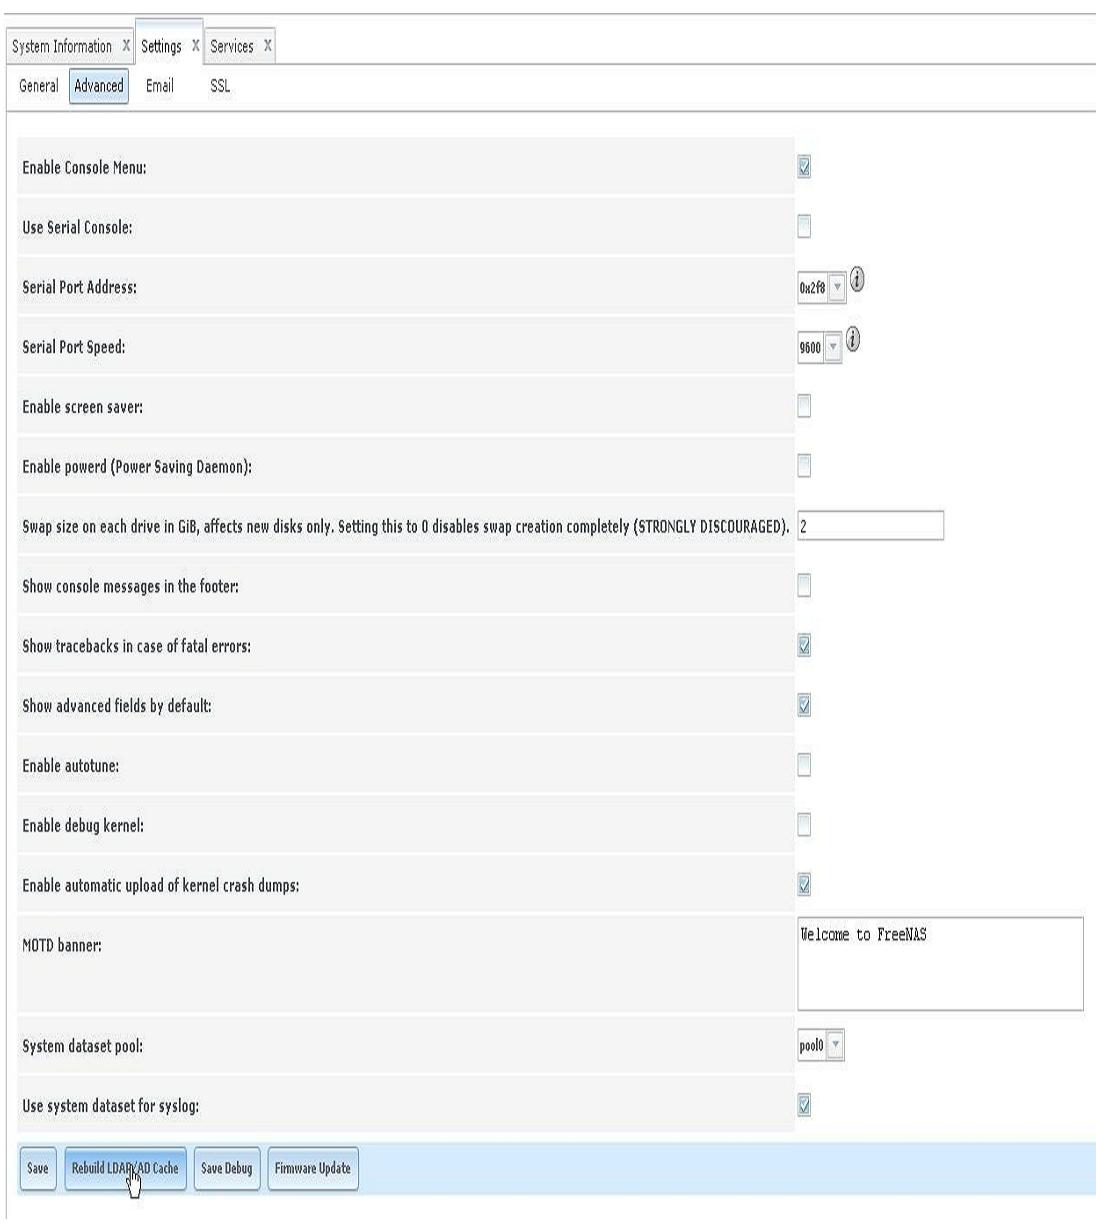 System Information X Settings X Services X
General Advanced Email SSL
Enable Console Menu:
Use Serial Console:
Serial Port Address: 0x2f8 i
Serial Port Speed: 9600 i
Enable screen saver:
Enable powerd (Power Saving Daemon):
Swap size on each drive in GiB, affects new disks only. Setting this to 0 disables swap creation completely (STRONGLY DISCOURAGED). 2
Show console messages in the footer:
Show tracebacks in case of fatal errors:
Show advanced fields by default:
Enable autotune:
Enable debug kernel:
Enable automatic upload of kernel crash dumps:
MOTD banner: Welcome to FreeNAS
System dataset pool: pool0
Use system dataset for syslog:
Save Rebuild LDAP/AD Cache Save Debug Firmware Update